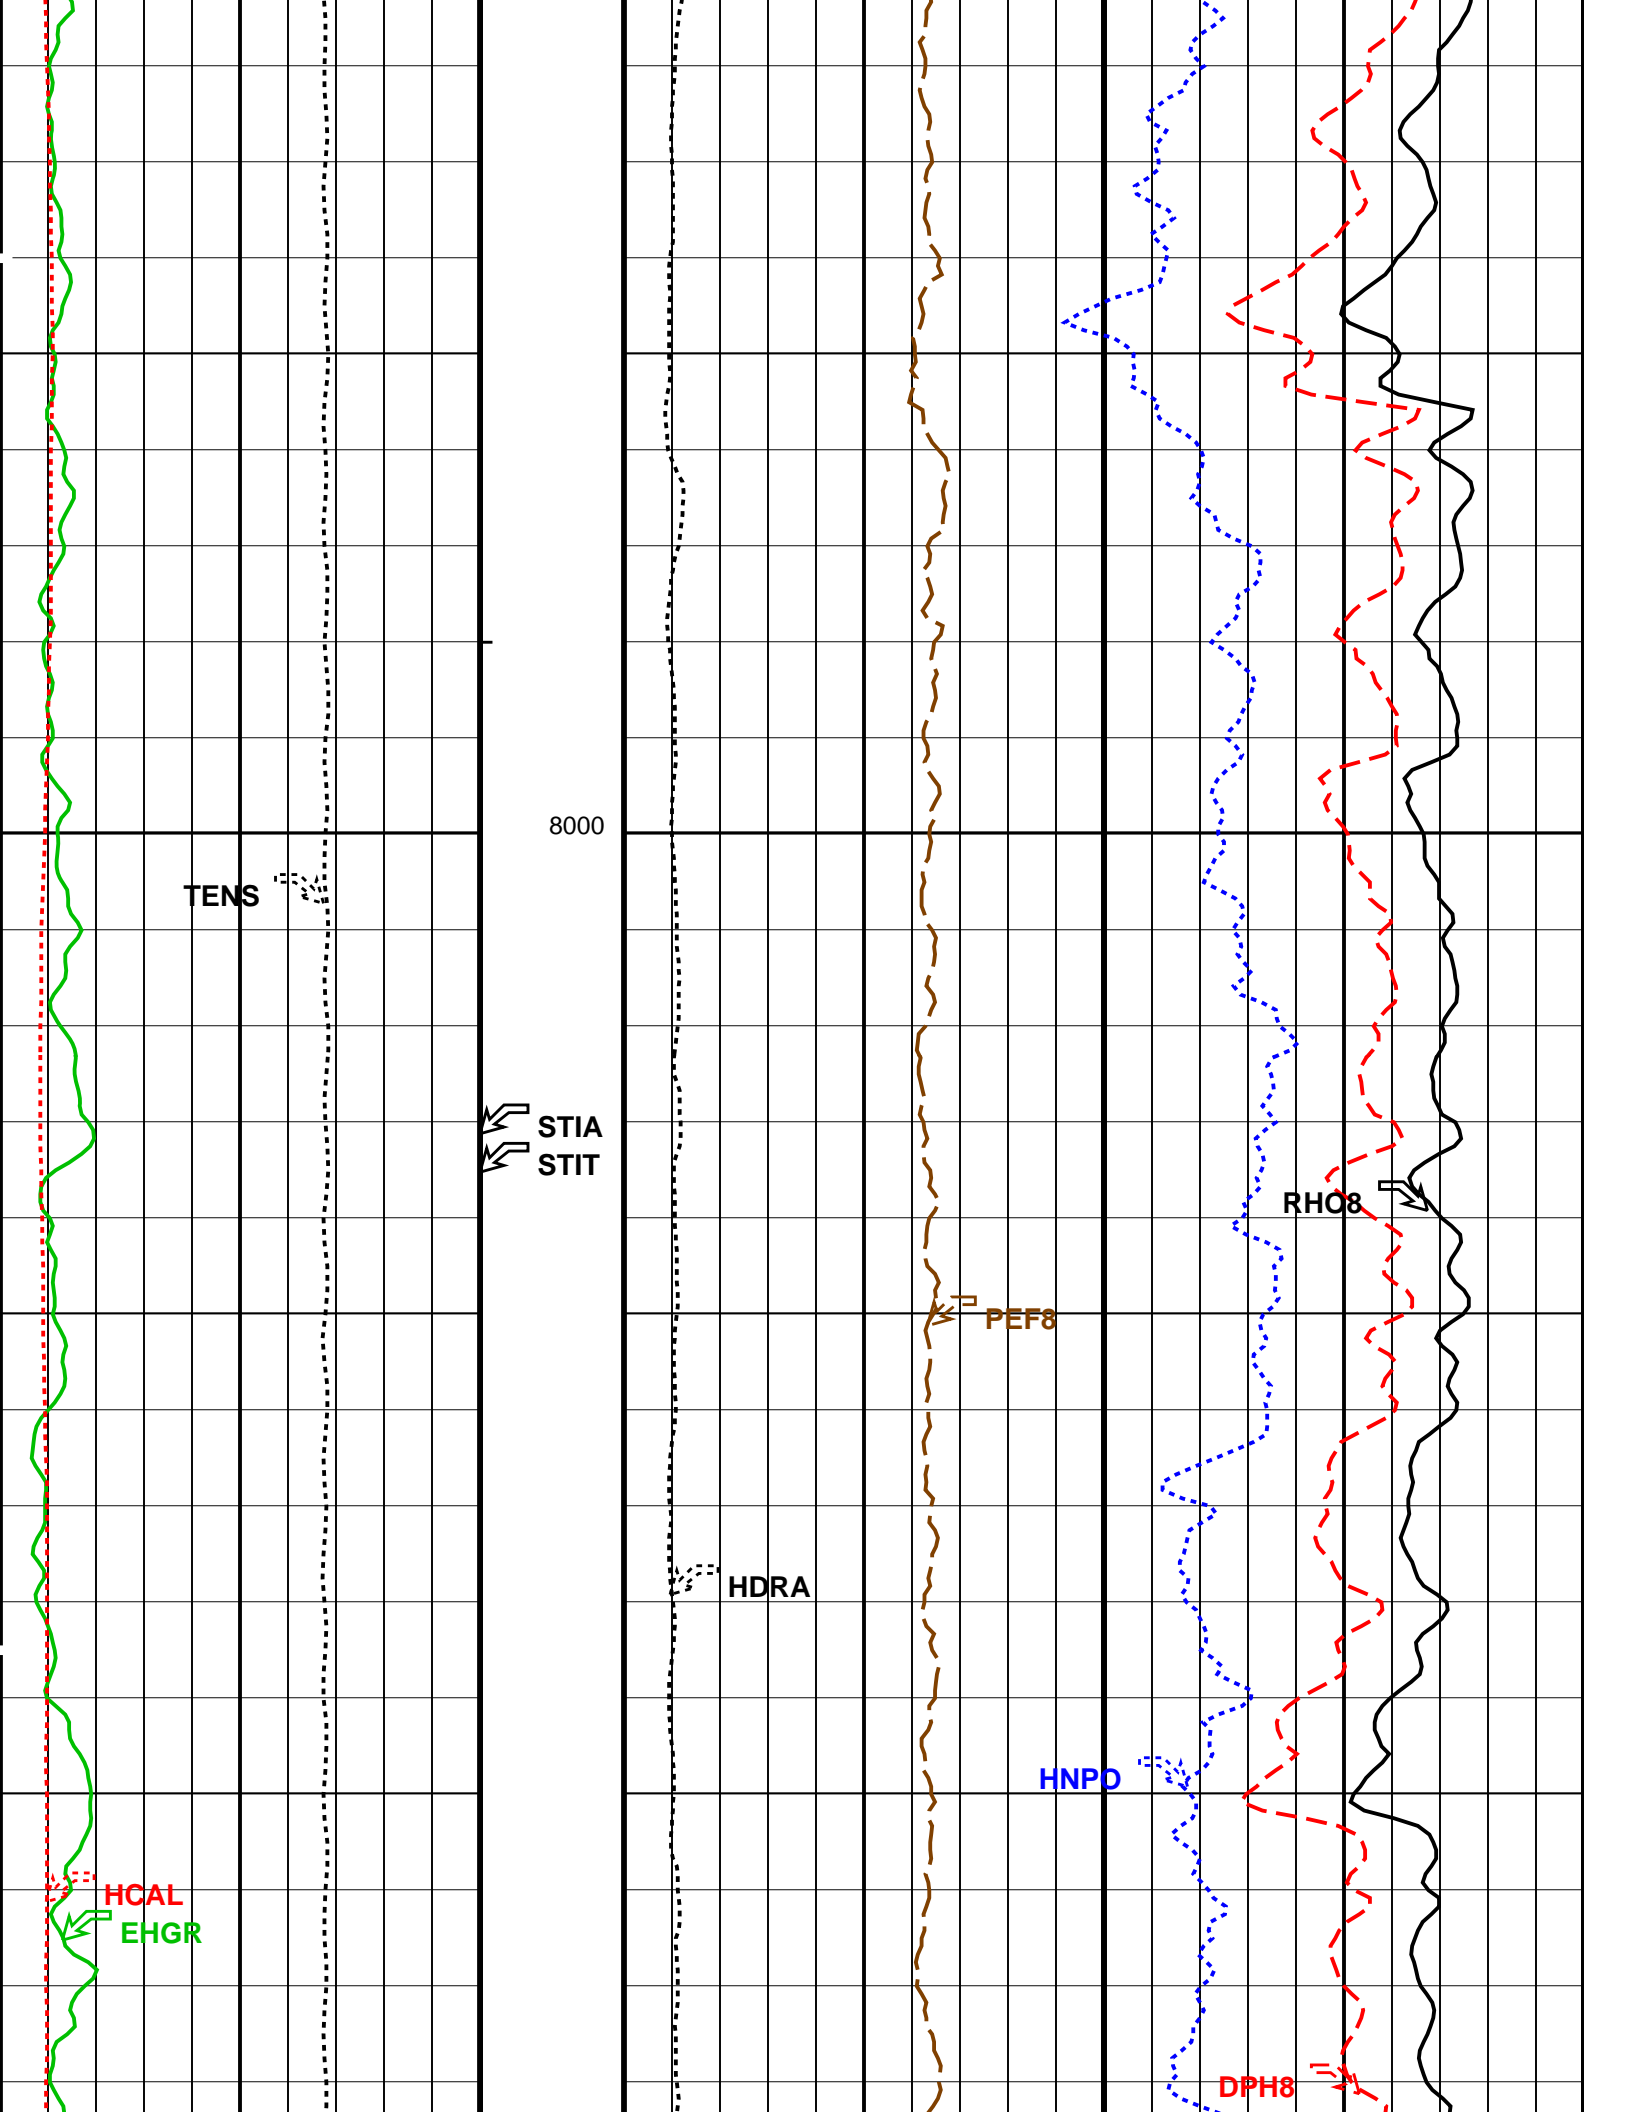 8000
TENS
STIA
STIT
RHO8
PEF8
HDRA
HNPO
HCAL
EHGR
DPH8